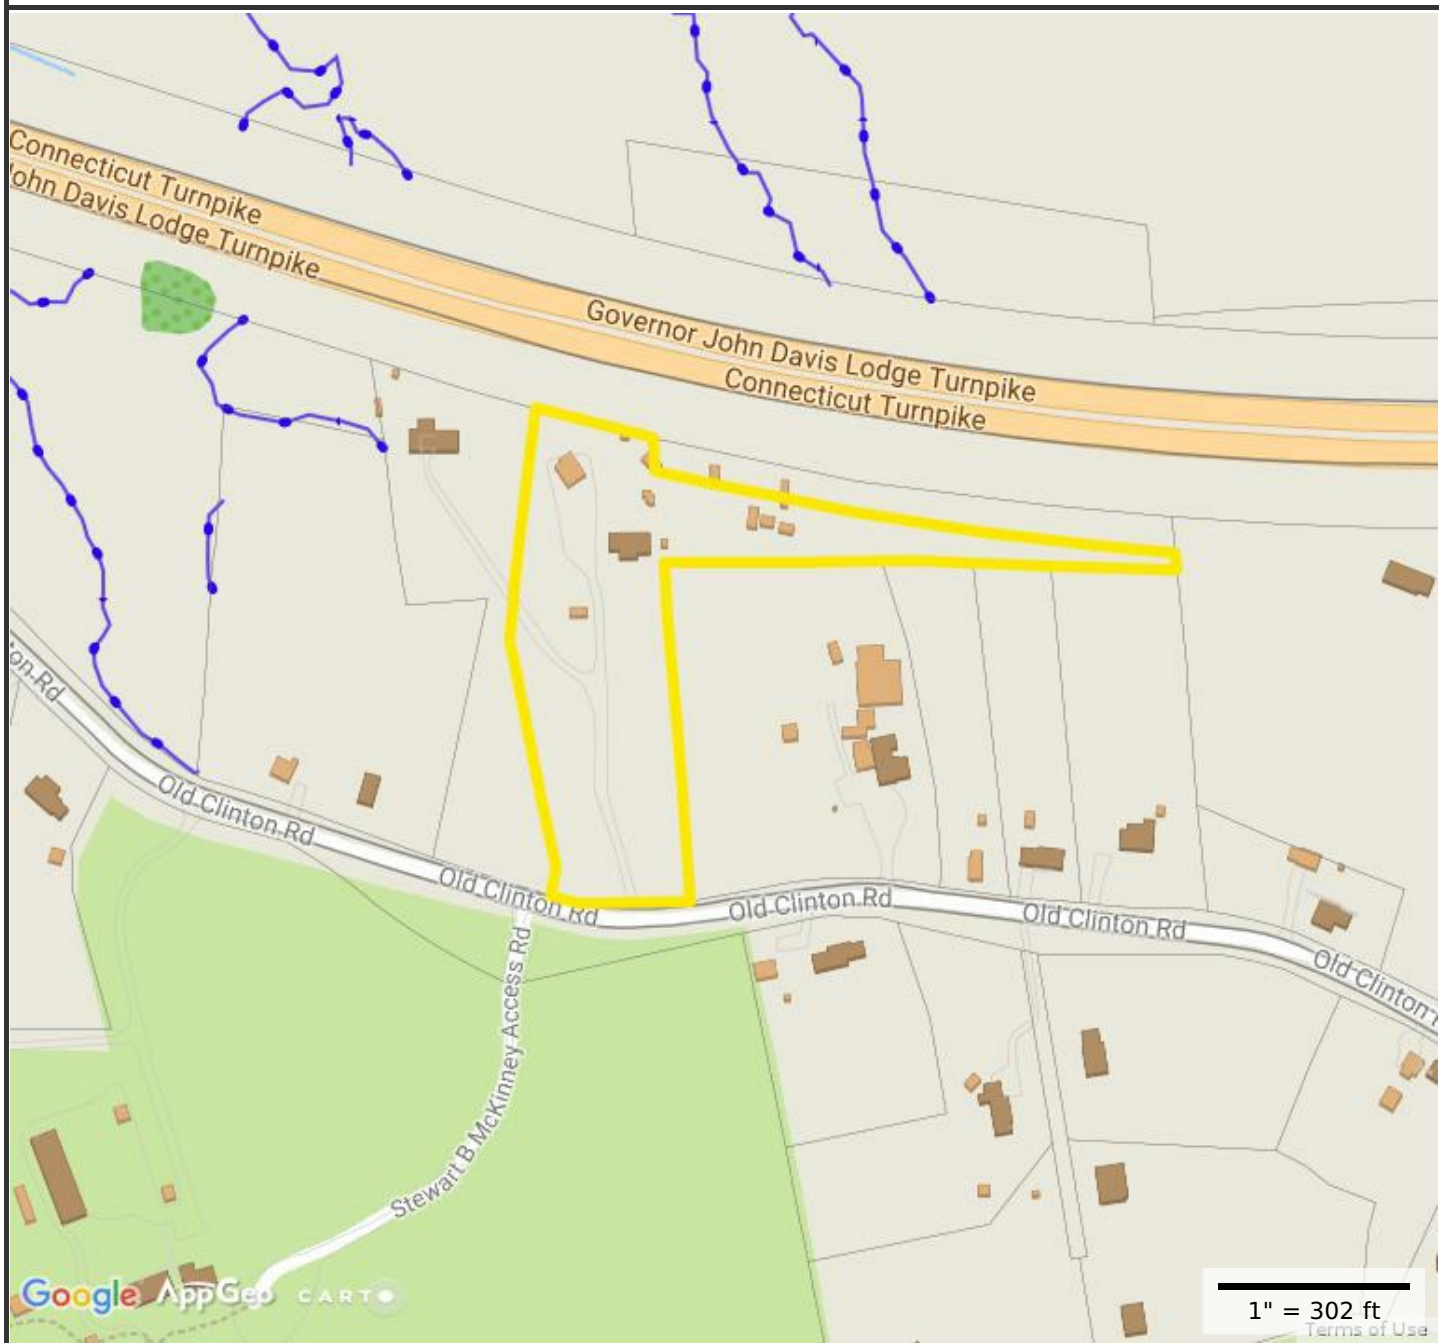 Connecticut Turnpike
John Davis Lodge Turnpike
Governor John Davis Lodge Turnpike
Connecticut Turnpike
on Rd
Old Clinton Rd
Old Clinton Rd
Old Clinton Rd
Old Clinton Rd
Old Clinton
Stewart B McKinney Access Rd
Google AppGeo CARTO
1" = 302 ft
Terms of Use